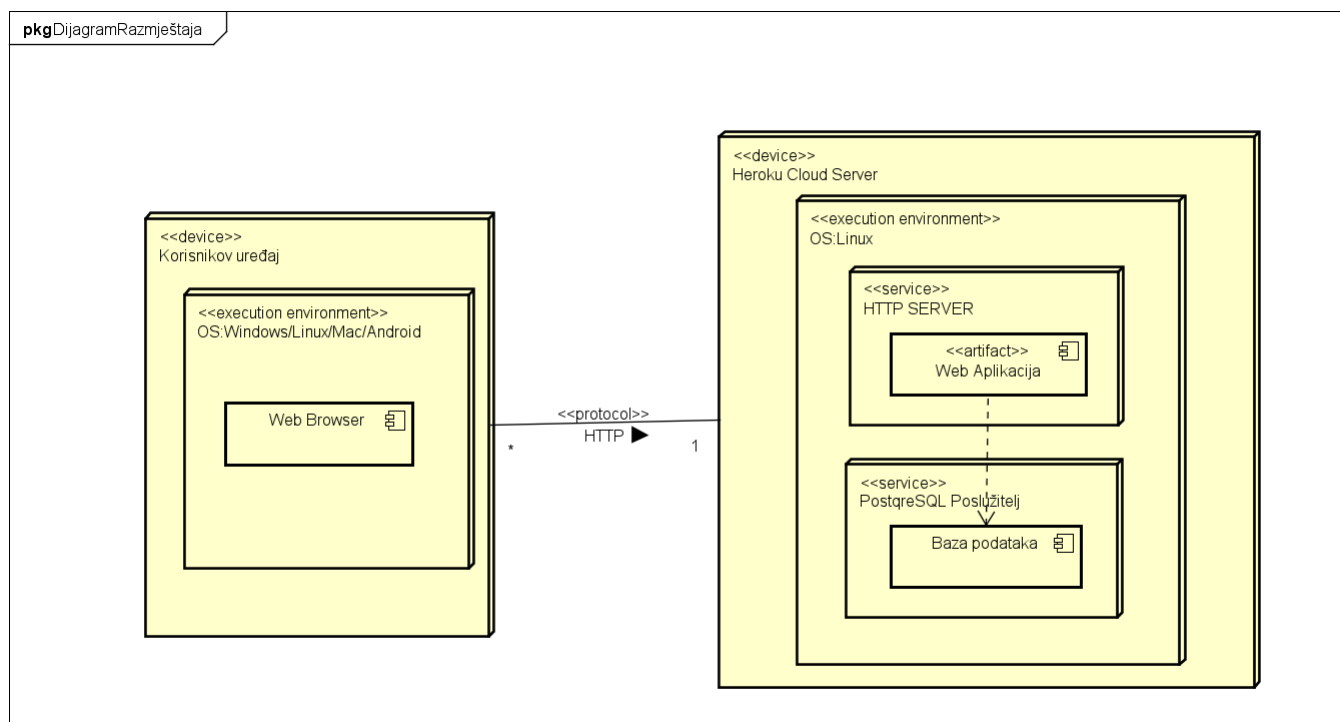 pkgDijagramRazmještaja
<<device>>
Korisnikov uređaj
<<execution environment>>
OS:Windows/Linux/Mac/Android
Web Browser
<<protocol>>
HTTP
*
1
<<device>>
Heroku Cloud Server
<<execution environment>>
OS:Linux
<<service>>
HTTP SERVER
<<artifact>>
Web Aplikacija
<<service>>
PostgreSQL Poslužitelj
Baza podataka